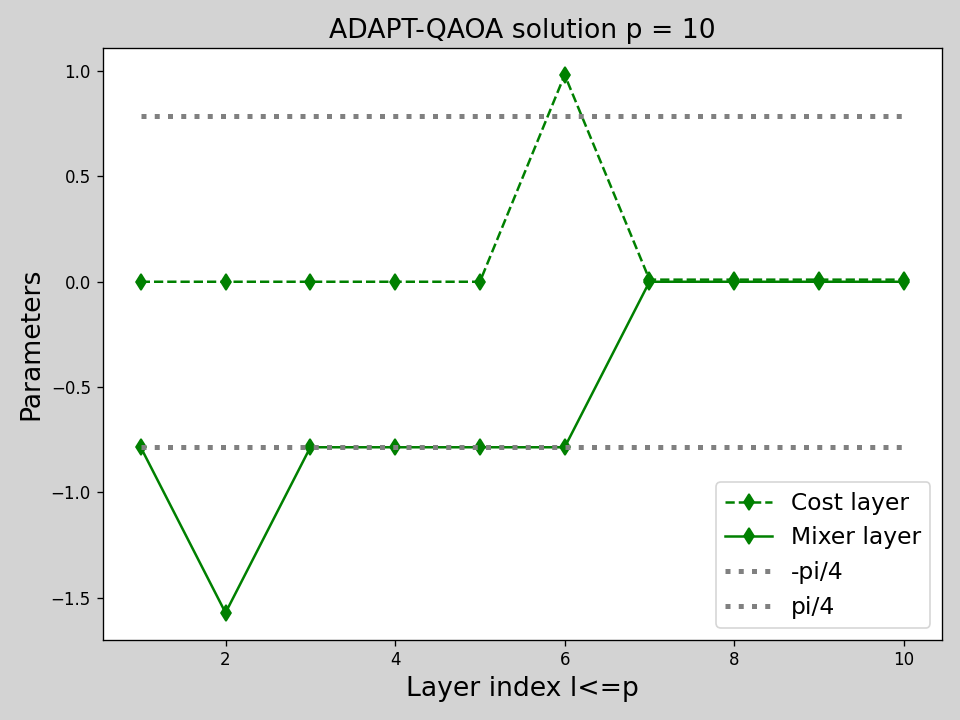 ADAPT-QAOA solution p = 10
Parameters
1.0
0.5
0.0
−0.5
−1.0
−1.5
Cost layer
Mixer layer
-pi/4
pi/4
2 4 6 8 10
Layer index l<=p